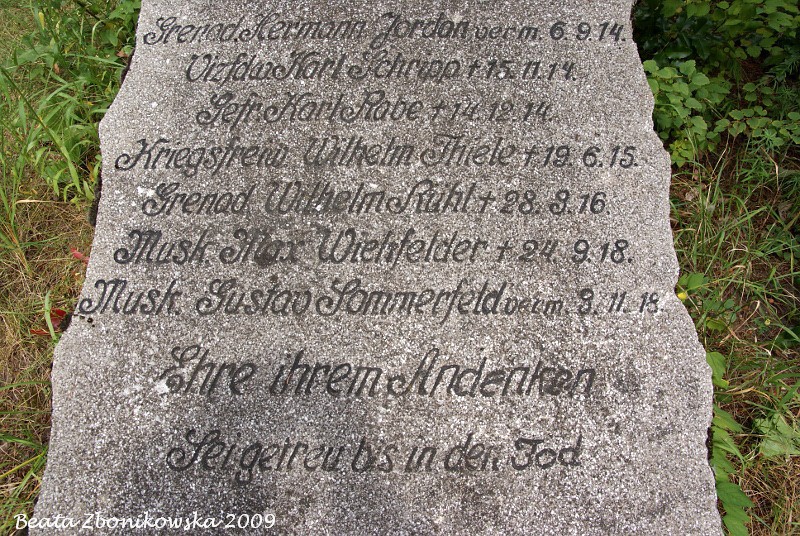 Grenad. Hermann Jordan verm. 6.9.14.
Vizfdw. Karl Schripp + 15.11.14.
Gefr. Karl Rabe + 14.12.14.
Kriegsfreiw. Wilhelm Thiele + 19.6.15.
Grenad. Wilhelm Kühl + 28.3.16.
Musk. Max Wielsfelder + 24.9.18.
Musk. Gustav Sommerfeld verm. 3.11.18.
Ehre ihrem Andenken
Sei getreu bis in den Tod
Beata Zbonikowska 2009